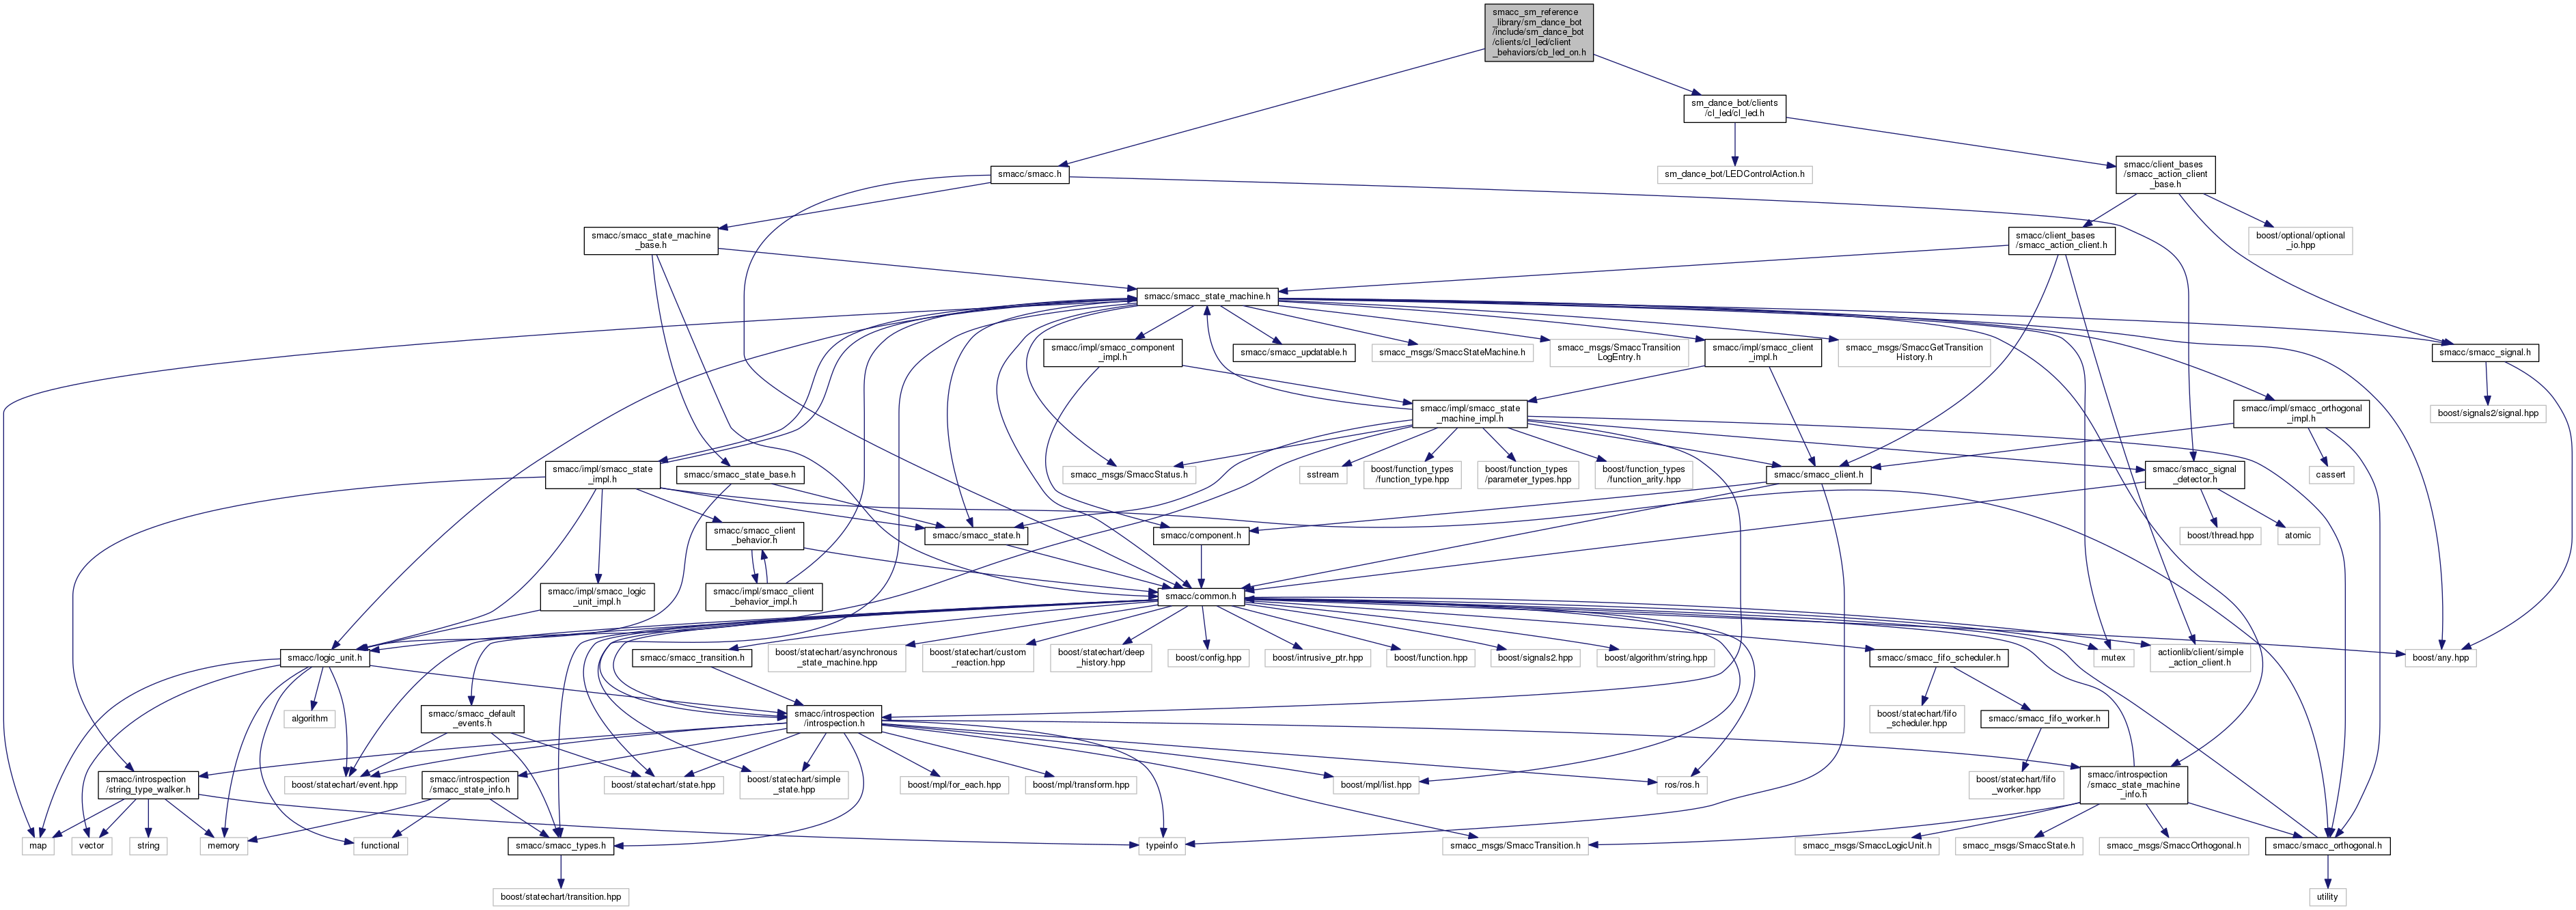 smacc_sm_reference
_library/sm_dance_bot
/include/sm_dance_bot
/clients/cl_led/client
_behaviors/cb_led_on.h
sm_dance_bot/clients
/cl_led/cl_led.h
smacc/smacc.h
sm_dance_bot/LEDControlAction.h
smacc/client_bases
/smacc_action_client
_base.h
smacc/smacc_state_machine
_base.h
smacc/client_bases
/smacc_action_client.h
boost/optional/optional
_io.hpp
smacc/smacc_state_machine.h
smacc/impl/smacc_component
_impl.h
smacc/smacc_updatable.h
smacc_msgs/SmaccStateMachine.h
smacc_msgs/SmaccTransition
LogEntry.h
smacc/impl/smacc_client
_impl.h
smacc_msgs/SmaccGetTransition
History.h
smacc/smacc_signal.h
smacc/impl/smacc_state
_machine_impl.h
smacc/impl/smacc_orthogonal
_impl.h
boost/signals2/signal.hpp
smacc/impl/smacc_state
_impl.h
smacc/smacc_state_base.h
smacc_msgs/SmaccStatus.h
sstream
boost/function_types
/function_type.hpp
boost/function_types
/parameter_types.hpp
boost/function_types
/function_arity.hpp
smacc/smacc_client.h
smacc/smacc_signal
_detector.h
cassert
smacc/smacc_client
_behavior.h
smacc/smacc_state.h
smacc/component.h
boost/thread.hpp
atomic
smacc/impl/smacc_logic
_unit_impl.h
smacc/impl/smacc_client
_behavior_impl.h
smacc/common.h
smacc/logic_unit.h
smacc/smacc_transition.h
boost/statechart/asynchronous
_state_machine.hpp
boost/statechart/custom
_reaction.hpp
boost/statechart/deep
_history.hpp
boost/config.hpp
boost/intrusive_ptr.hpp
boost/function.hpp
boost/signals2.hpp
boost/algorithm/string.hpp
smacc/smacc_fifo_scheduler.h
mutex
actionlib/client/simple
_action_client.h
boost/any.hpp
algorithm
smacc/smacc_default
_events.h
smacc/introspection
/introspection.h
boost/statechart/fifo
_scheduler.hpp
smacc/smacc_fifo_worker.h
smacc/introspection
/string_type_walker.h
boost/statechart/event.hpp
smacc/introspection
/smacc_state_info.h
boost/statechart/state.hpp
boost/statechart/simple
_state.hpp
boost/mpl/for_each.hpp
boost/mpl/transform.hpp
boost/mpl/list.hpp
ros/ros.h
boost/statechart/fifo
_worker.hpp
smacc/introspection
/smacc_state_machine
_info.h
map
vector
string
memory
functional
smacc/smacc_types.h
typeinfo
smacc_msgs/SmaccTransition.h
smacc_msgs/SmaccLogicUnit.h
smacc_msgs/SmaccState.h
smacc_msgs/SmaccOrthogonal.h
smacc/smacc_orthogonal.h
boost/statechart/transition.hpp
utility